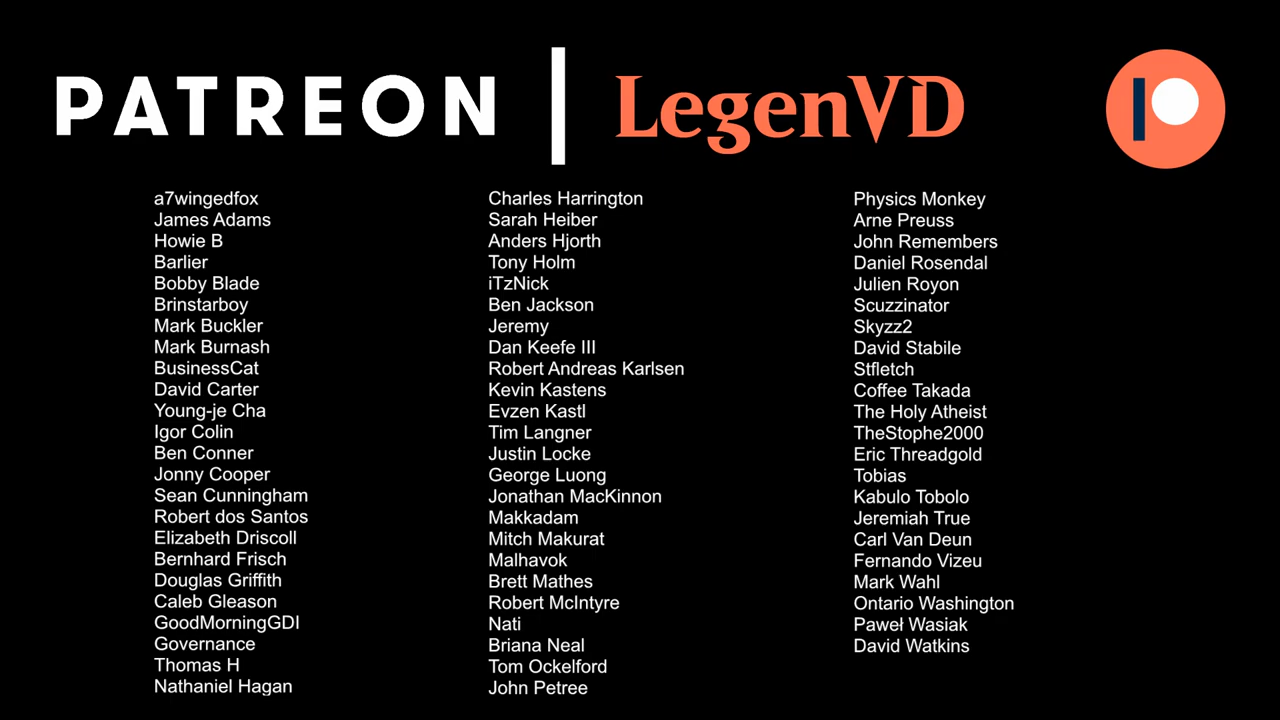 PATREON | LegenVD
a7wingedfox
James Adams
Howie B
Barlier
Bobby Blade
Brinstarboy
Mark Buckler
Mark Burnash
BusinessCat
David Carter
Young-je Cha
Igor Colin
Ben Conner
Jonny Cooper
Sean Cunningham
Robert dos Santos
Elizabeth Driscoll
Bernhard Frisch
Douglas Griffith
Caleb Gleason
GoodMorningGDI
Governance
Thomas H
Nathaniel Hagan
Charles Harrington
Sarah Heiber
Anders Hjorth
Tony Holm
iTzNick
Ben Jackson
Jeremy
Dan Keefe III
Robert Andreas Karlsen
Kevin Kastens
Evzen Kastl
Tim Langner
Justin Locke
George Luong
Jonathan MacKinnon
Makkadam
Mitch Makurat
Malhavok
Brett Mathes
Robert McIntyre
Nati
Briana Neal
Tom Ockelford
John Petree
Physics Monkey
Arne Preuss
John Remembers
Daniel Rosendal
Julien Royon
Scuzzinator
Skyzz2
David Stabile
Stfletch
Coffee Takada
The Holy Atheist
TheStophe2000
Eric Threadgold
Tobias
Kabulo Tobolo
Jeremiah True
Carl Van Deun
Fernando Vizeu
Mark Wahl
Ontario Washington
Paweł Wasiak
David Watkins